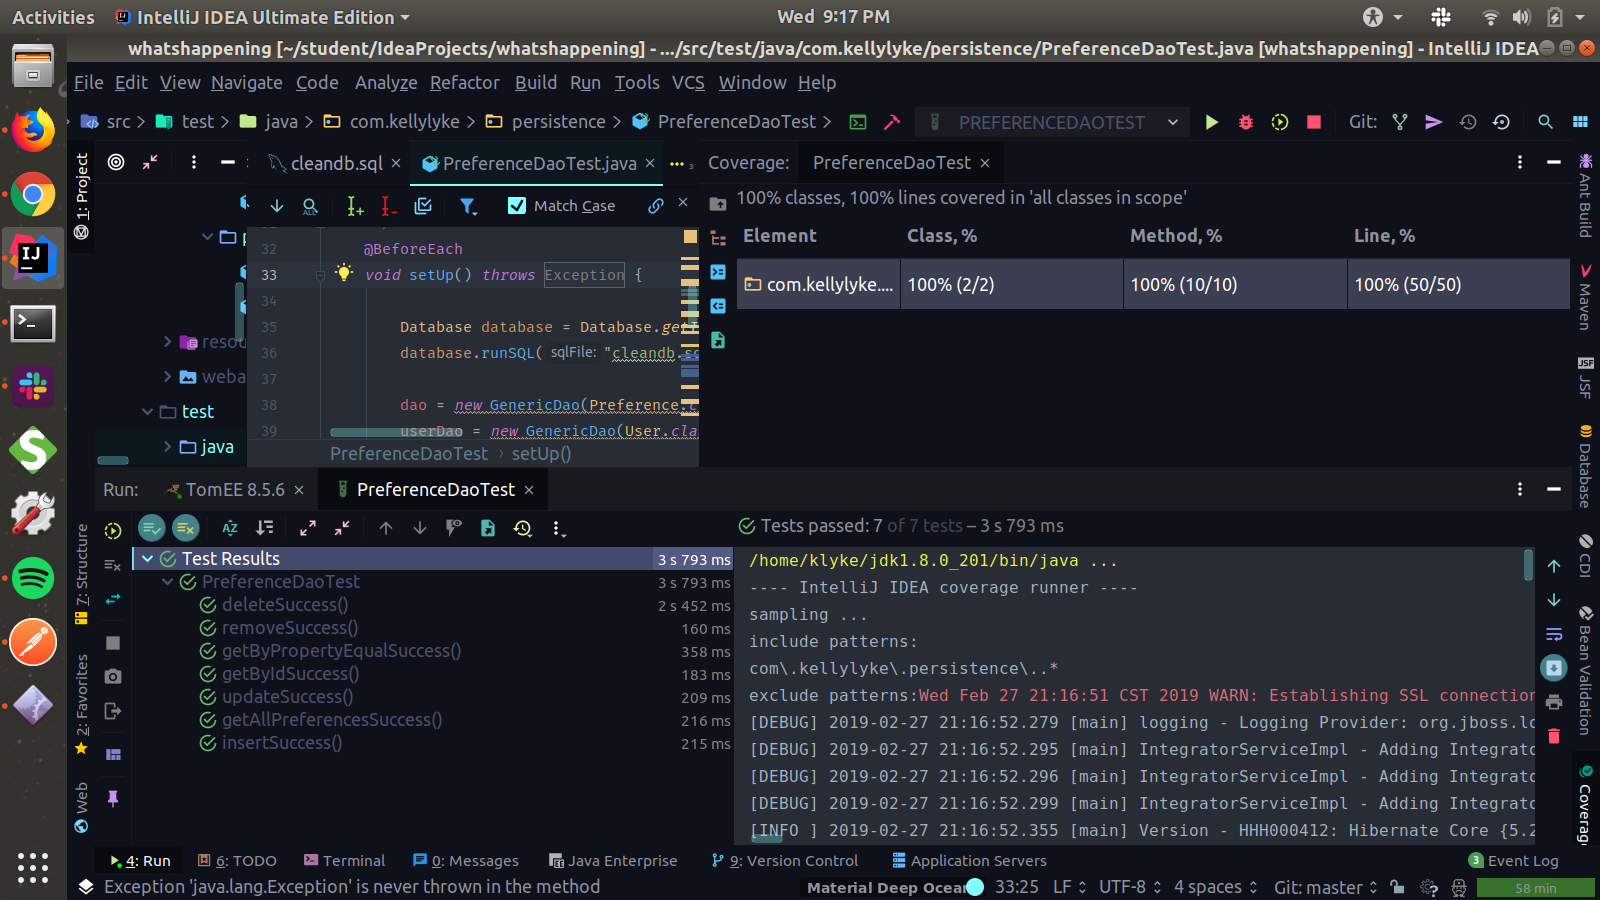 Activities IntelliJ IDEA Ultimate Edition Wed 9:17 PM
whatshappening [~/student/IdeaProjects/whatshappening] - .../src/test/java/com.kellylyke/persistence/PreferenceDaoTest.java [whatshappening] - IntelliJ IDEA
File Edit View Navigate Code Analyze Refactor Build Run Tools VCS Window Help
src test java com.kellylyke persistence PreferenceDaoTest PREFERENCEDAOTEST Git:
1: Project
cleandb.sql PreferenceDaoTest.java 3
Match Case
32 @BeforeEach
33 void setUp() throws Exception {
34
35 Database database = Database.get
36 database.runSQL( sqlFile: "cleandb.s
37
38 dao = new GenericDao(Preference.c
39 userDao = new GenericDao(User.cla
PreferenceDaoTest › setUp()
resou
weba
test
java
Coverage: PreferenceDaoTest
100% classes, 100% lines covered in 'all classes in scope'
Element Class, % Method, % Line, %
com.kellylyke.... 100% (2/2) 100% (10/10) 100% (50/50)
Ant Build
Maven
JSF
Database
CDI
Bean Validation
Coverage
Run: TomEE 8.5.6 PreferenceDaoTest
7: Structure
2: Favorites
Web
Tests passed: 7 of 7 tests – 3 s 793 ms
Test Results 3 s 793 ms
PreferenceDaoTest 3 s 793 ms
deleteSuccess() 2 s 452 ms
removeSuccess() 160 ms
getByPropertyEqualSuccess() 358 ms
getByIdSuccess() 183 ms
updateSuccess() 209 ms
getAllPreferencesSuccess() 216 ms
insertSuccess() 215 ms
/home/klyke/jdk1.8.0_201/bin/java ...
---- IntelliJ IDEA coverage runner ----
sampling ...
include patterns:
com\.kellylyke\.persistence\..*
exclude patterns:Wed Feb 27 21:16:51 CST 2019 WARN: Establishing SSL connection
[DEBUG] 2019-02-27 21:16:52.279 [main] logging - Logging Provider: org.jboss.lo
[DEBUG] 2019-02-27 21:16:52.295 [main] IntegratorServiceImpl - Adding Integrato
[DEBUG] 2019-02-27 21:16:52.296 [main] IntegratorServiceImpl - Adding Integrato
[DEBUG] 2019-02-27 21:16:52.299 [main] IntegratorServiceImpl - Adding Integrato
[INFO ] 2019-02-27 21:16:52.355 [main] Version - HHH000412: Hibernate Core {5.2
4: Run 6: TODO Terminal 0: Messages Java Enterprise 9: Version Control Application Servers 3 Event Log
Exception 'java.lang.Exception' is never thrown in the method Material Deep Ocean 33:25 LF UTF-8 4 spaces Git: master 58 min